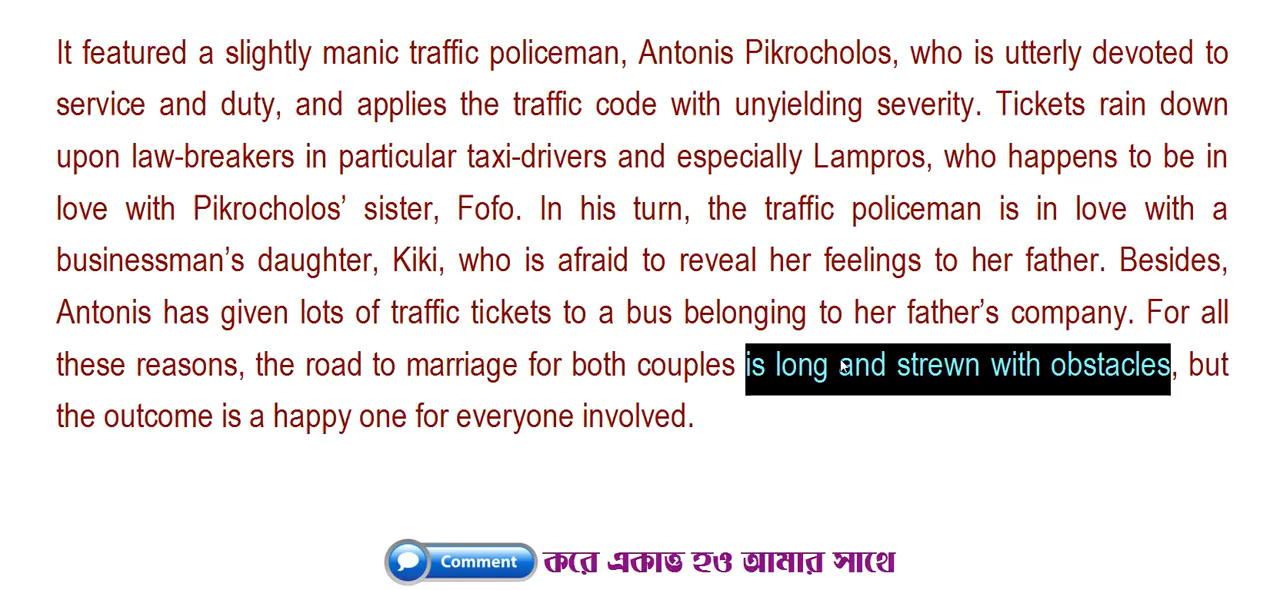 It featured a slightly manic traffic policeman, Antonis Pikrocholos, who is utterly devoted to
service and duty, and applies the traffic code with unyielding severity. Tickets rain down
upon law-breakers in particular taxi-drivers and especially Lampros, who happens to be in
love with Pikrocholos’ sister, Fofo. In his turn, the traffic policeman is in love with a
businessman’s daughter, Kiki, who is afraid to reveal her feelings to her father. Besides,
Antonis has given lots of traffic tickets to a bus belonging to her father’s company. For all
these reasons, the road to marriage for both couples is long and strewn with obstacles, but
the outcome is a happy one for everyone involved.
Comment করে একাত্ত হও আমার সাথে